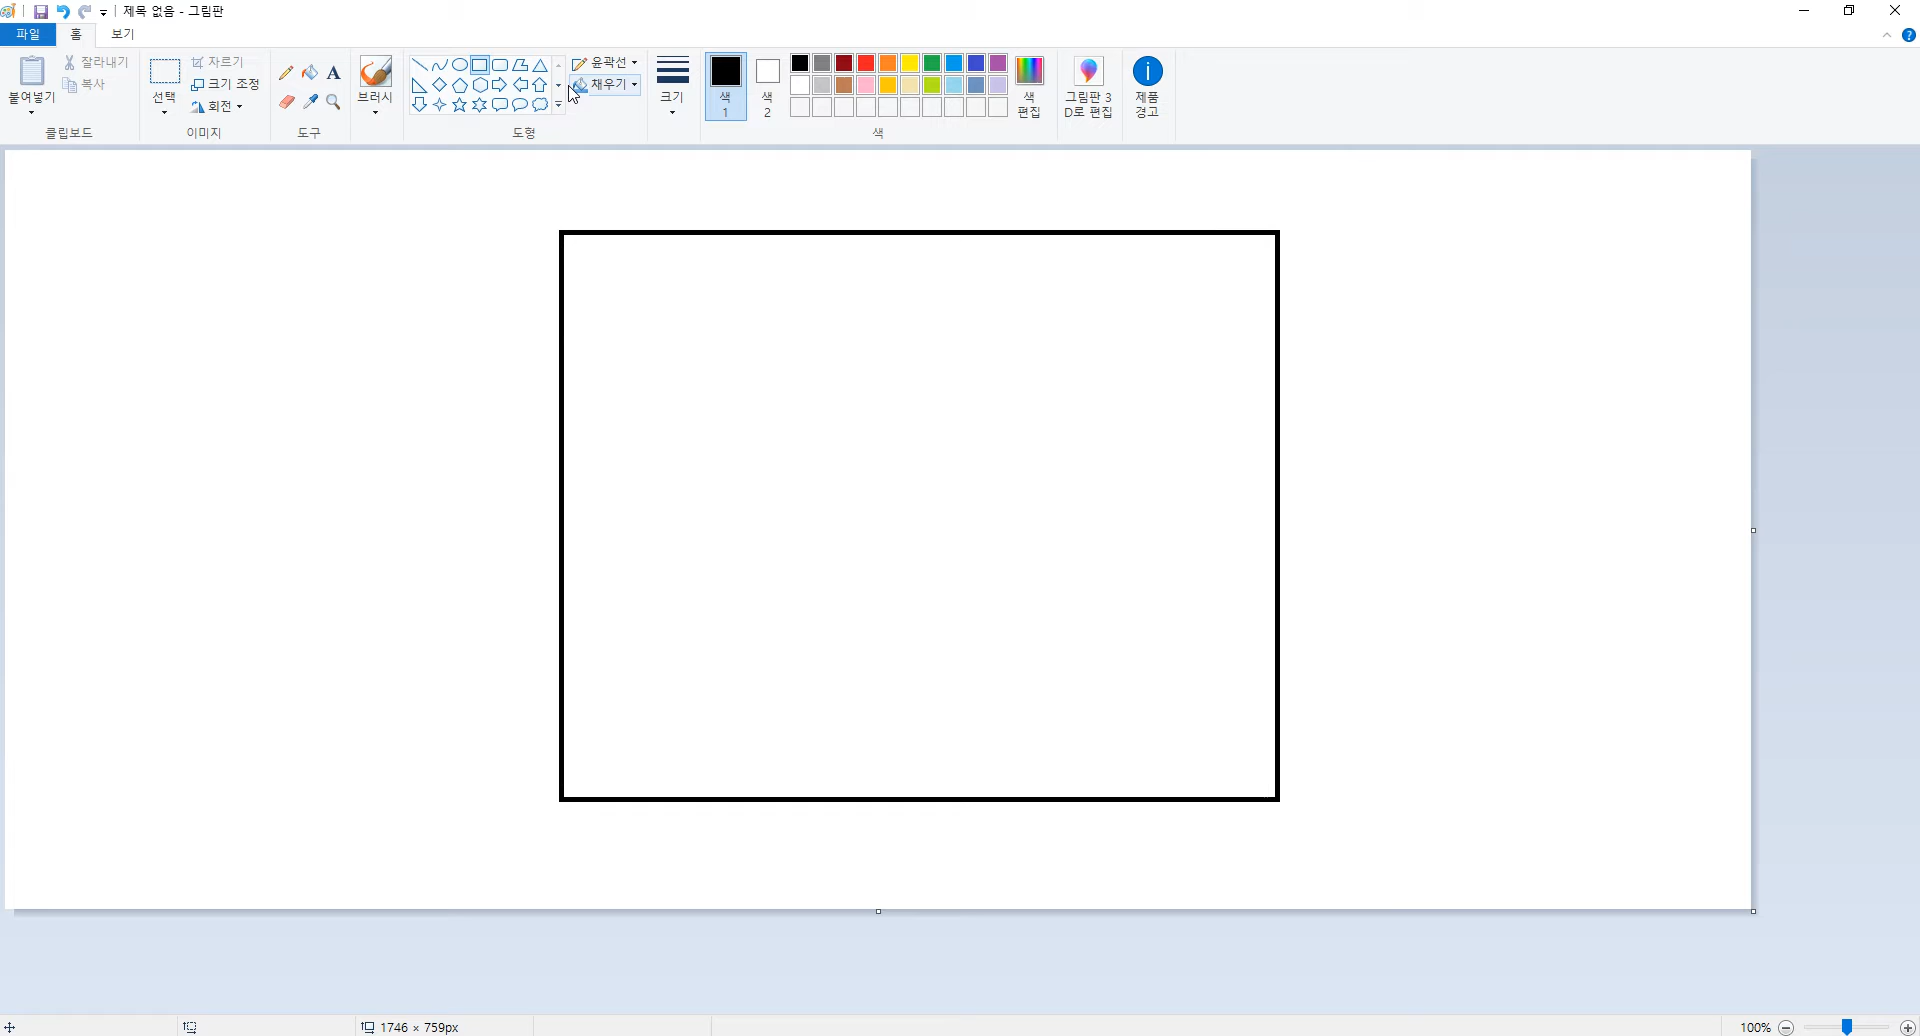 제목 없음 - 그림판
파일 홈 보기
붙여넣기
잘라내기
복사
클립보드
선택
자르기
크기 조정
회전
이미지
A
도구
브러시
윤곽선
채우기
도형
크기
색
1
색
2
색
편집
색
그림판 3
D로 편집
제품
경고
1746 × 759px
100%